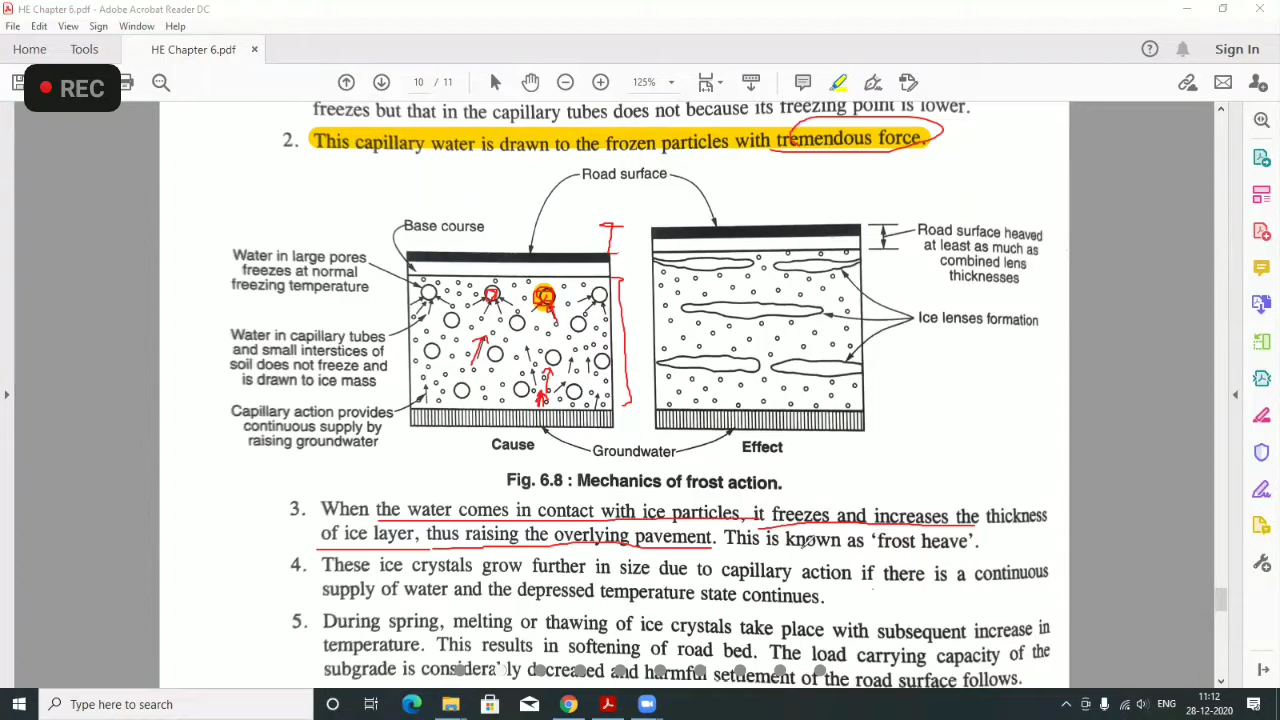 HE Chapter 6.pdf - Adobe Acrobat Reader DC
File Edit View Sign Window Help
Home Tools HE Chapter 6.pdf × Sign In
REC 10 / 11 125%
freezes but that in the capillary tubes does not because its freezing point is lower.
2. This capillary water is drawn to the frozen particles with tremendous force.
Road surface
Base course
Water in large pores
freezes at normal
freezing temperature
Water in capillary tubes
and small interstices of
soil does not freeze and
is drawn to ice mass
Capillary action provides
continuous supply by
raising groundwater
Road surface heaved
at least as much as
combined lens
thicknesses
Ice lenses formation
Cause
Groundwater
Effect
Fig. 6.8 : Mechanics of frost action.
3. When the water comes in contact with ice particles, it freezes and increases the thickness
of ice layer, thus raising the overlying pavement. This is known as ‘frost heave’.
4. These ice crystals grow further in size due to capillary action if there is a continuous
supply of water and the depressed temperature state continues.
5. During spring, melting or thawing of ice crystals take place with subsequent increase in
temperature. This results in softening of road bed. The load carrying capacity of the
subgrade is considerably decreased and harmful settlement of the road surface follows.
Type here to search
ENG
11:12
28-12-2020